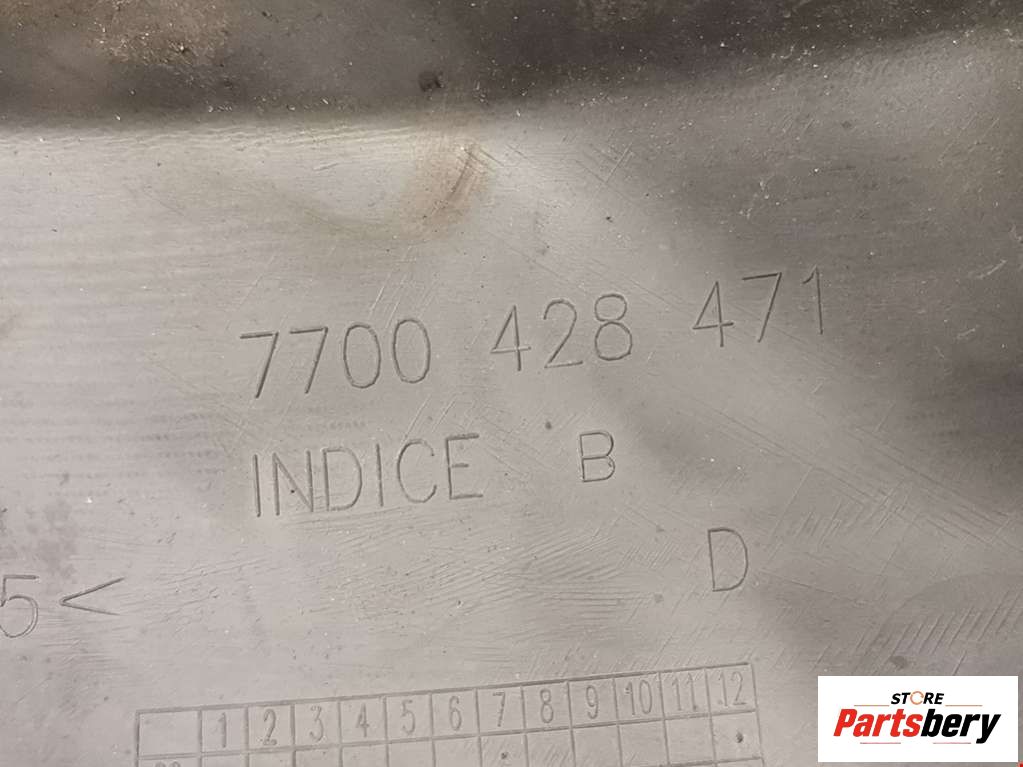 7700 428 471
INDICE B
D
5<
1 2 3 4 5 6 7 8 9 10 11 12
STORE
Partsbery